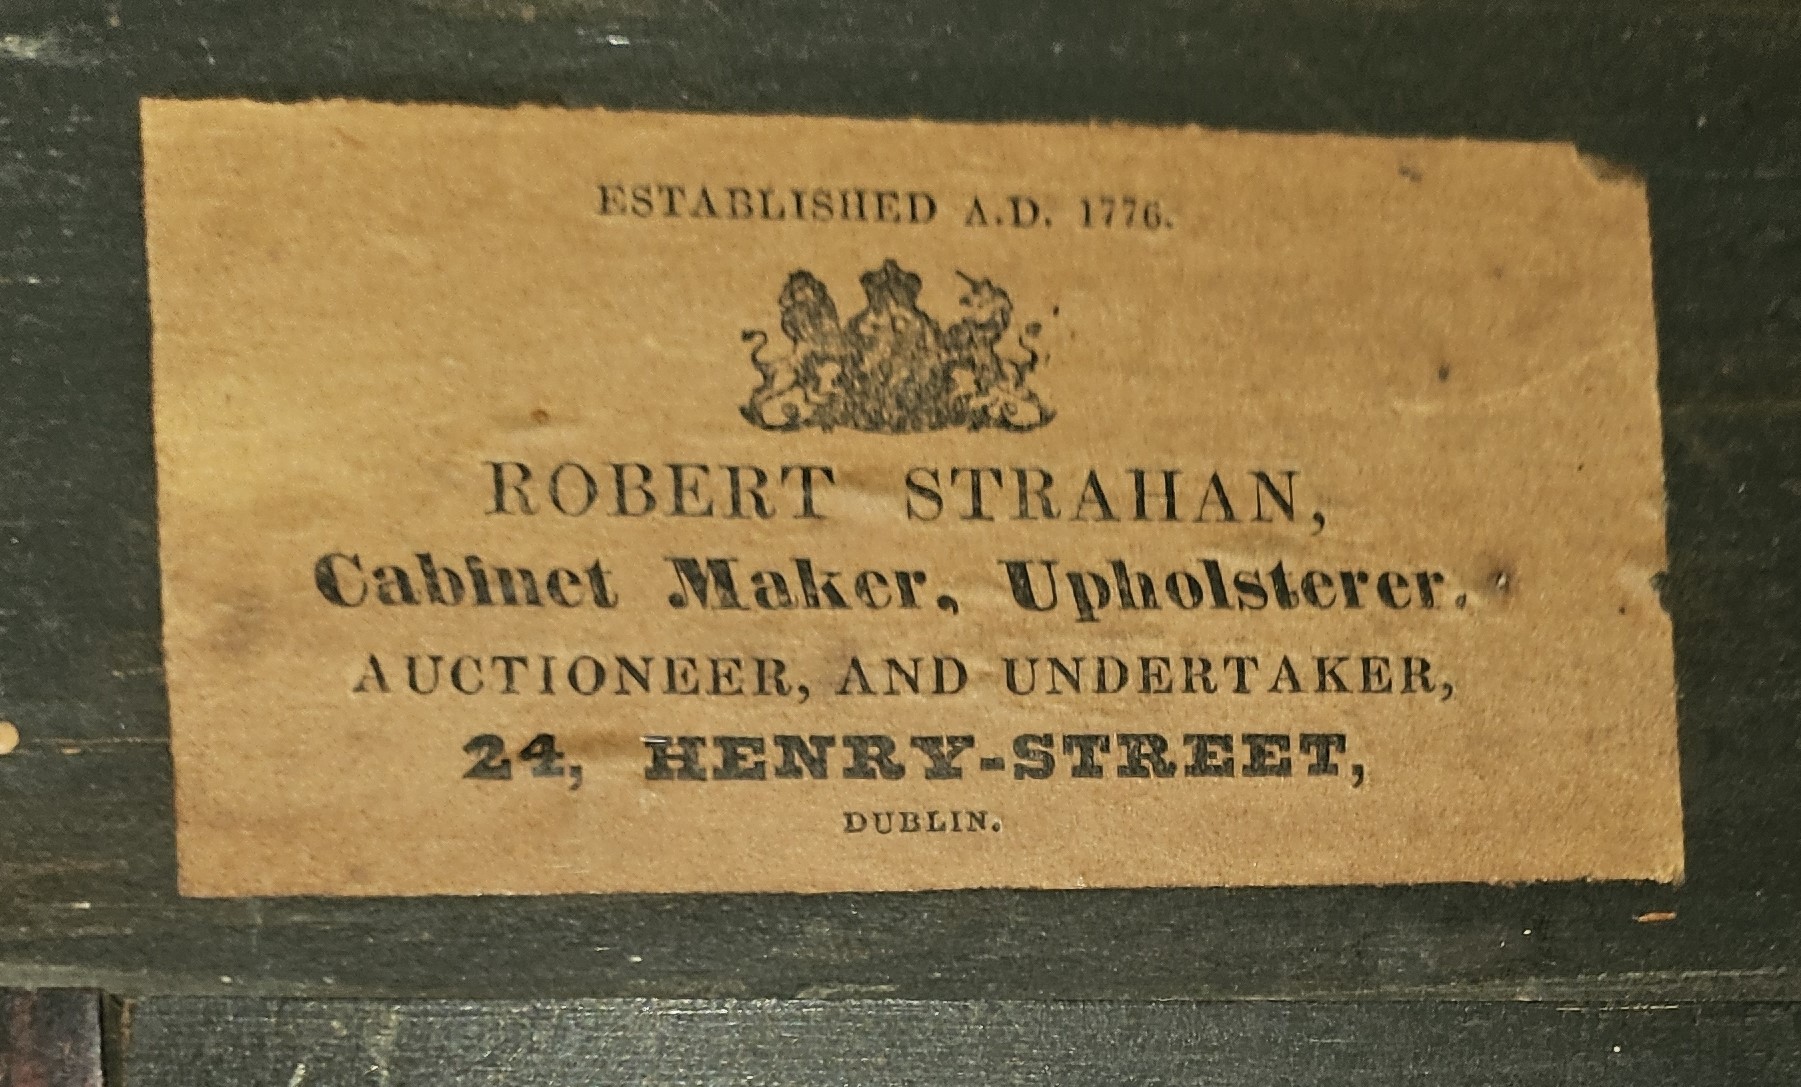 ESTABLISHED A.D. 1776.
ROBERT STRAHAN,
Cabinet Maker, Upholsterer,
AUCTIONEER, AND UNDERTAKER,
24, HENRY-STREET,
DUBLIN.